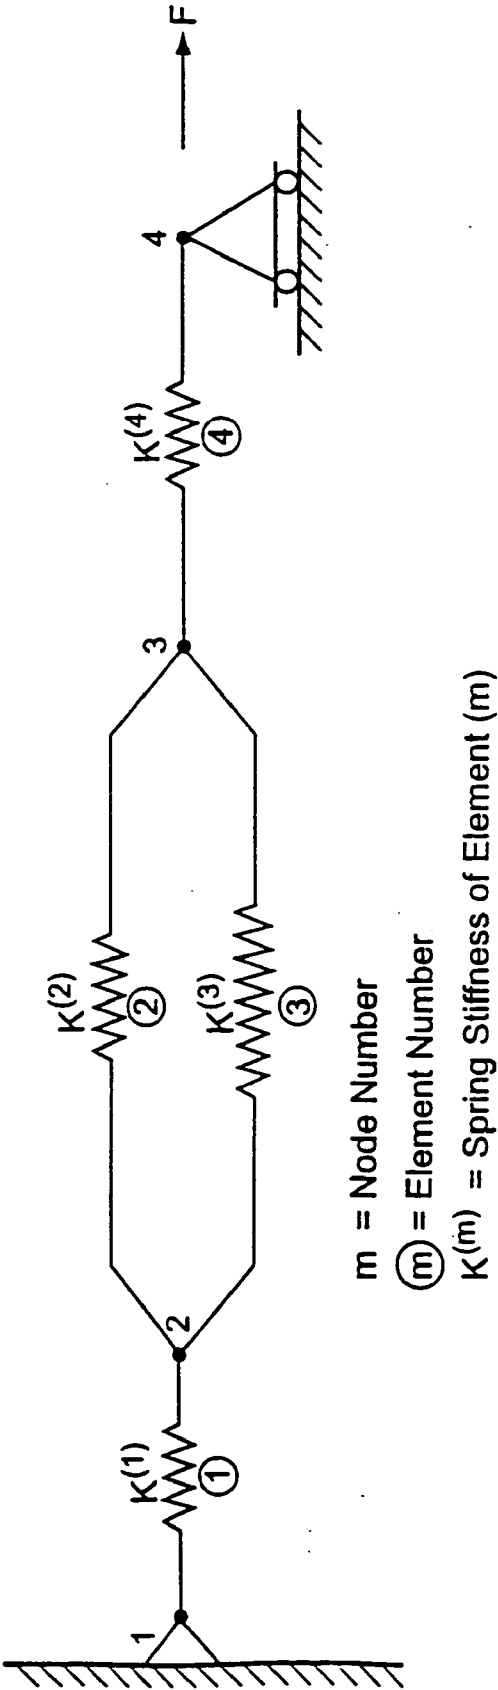 1
K(1)
①
2
K(2)
②
K(3)
③
3
K(4)
④
4
F
m = Node Number
ⓜ = Element Number
K(m) = Spring Stiffness of Element (m)